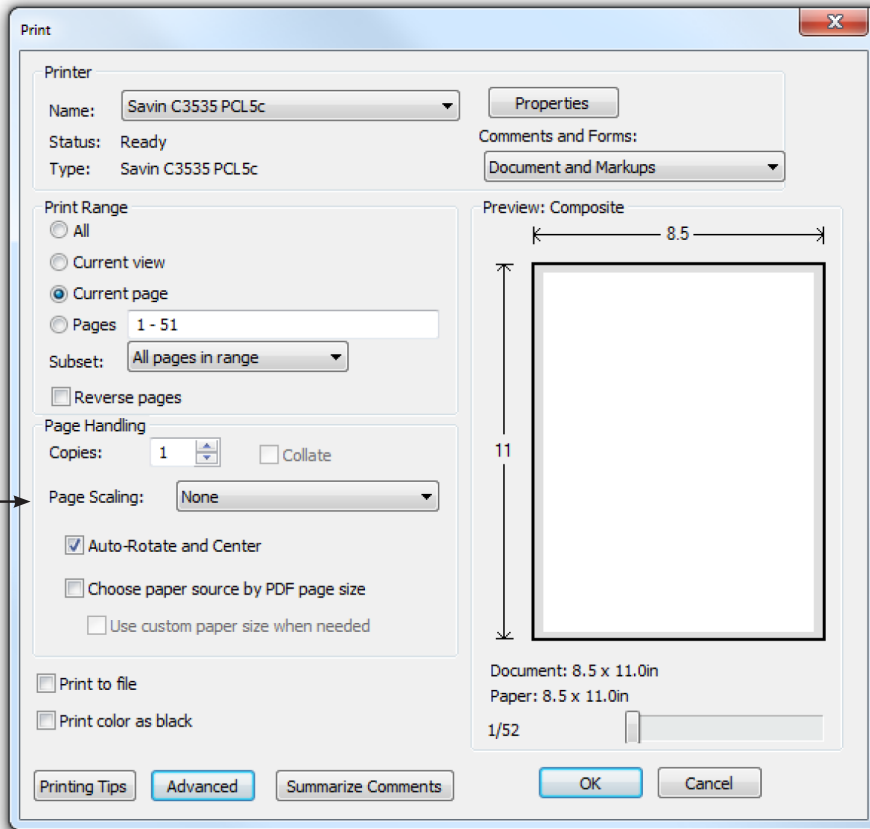 Print
Printer
Name: Savin C3535 PCL5c Properties
Status: Ready Comments and Forms:
Type: Savin C3535 PCL5c Document and Markups
Print Range
All
Current view
Current page
Pages 1 - 51
Subset: All pages in range
Reverse pages
Page Handling
Copies: 1 Collate
Page Scaling: None
Auto-Rotate and Center
Choose paper source by PDF page size
Use custom paper size when needed
Print to file
Print color as black
Preview: Composite
8.5
11
Document: 8.5 x 11.0in
Paper: 8.5 x 11.0in
1/52
Printing Tips Advanced Summarize Comments OK Cancel